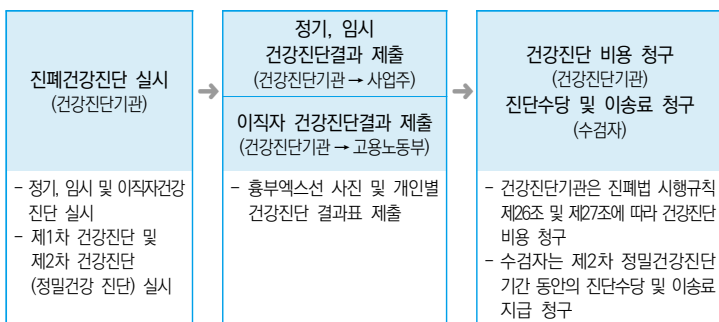 진폐건강진단 실시
(건강진단기관)
- 정기, 임시 및 이직자건강
진단 실시
- 제1차 건강진단 및
제2차 건강진단
(정밀건강 진단) 실시
➜
정기, 임시
건강진단결과 제출
(건강진단기관 → 사업주)
이직자 건강진단결과 제출
(건강진단기관 → 고용노동부)
- 흉부엑스선 사진 및 개인별
건강진단 결과표 제출
➜
건강진단 비용 청구
(건강진단기관)
진단수당 및 이송료 청구
(수검자)
- 건강진단기관은 진폐법 시행규칙
제26조 및 제27조에 따라 건강진단
비용 청구
- 수검자는 제2차 정밀건강진단
기간 동안의 진단수당 및 이송료
지급 청구